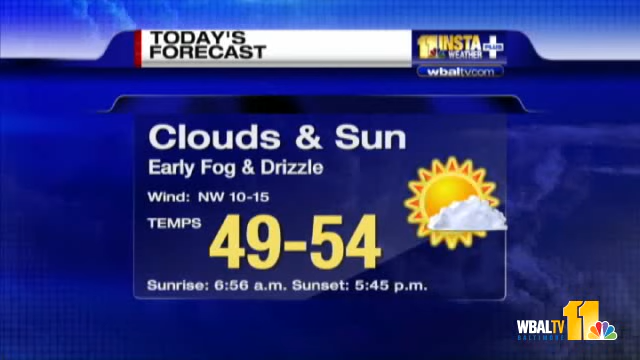 TODAY'S
FORECAST
11 INSTA PLUS
WEATHER
wbaltv.com
Clouds & Sun
Early Fog & Drizzle
Wind: NW 10-15
TEMPS
49-54
Sunrise: 6:56 a.m. Sunset: 5:45 p.m.
WBALTV 11
BALTIMORE